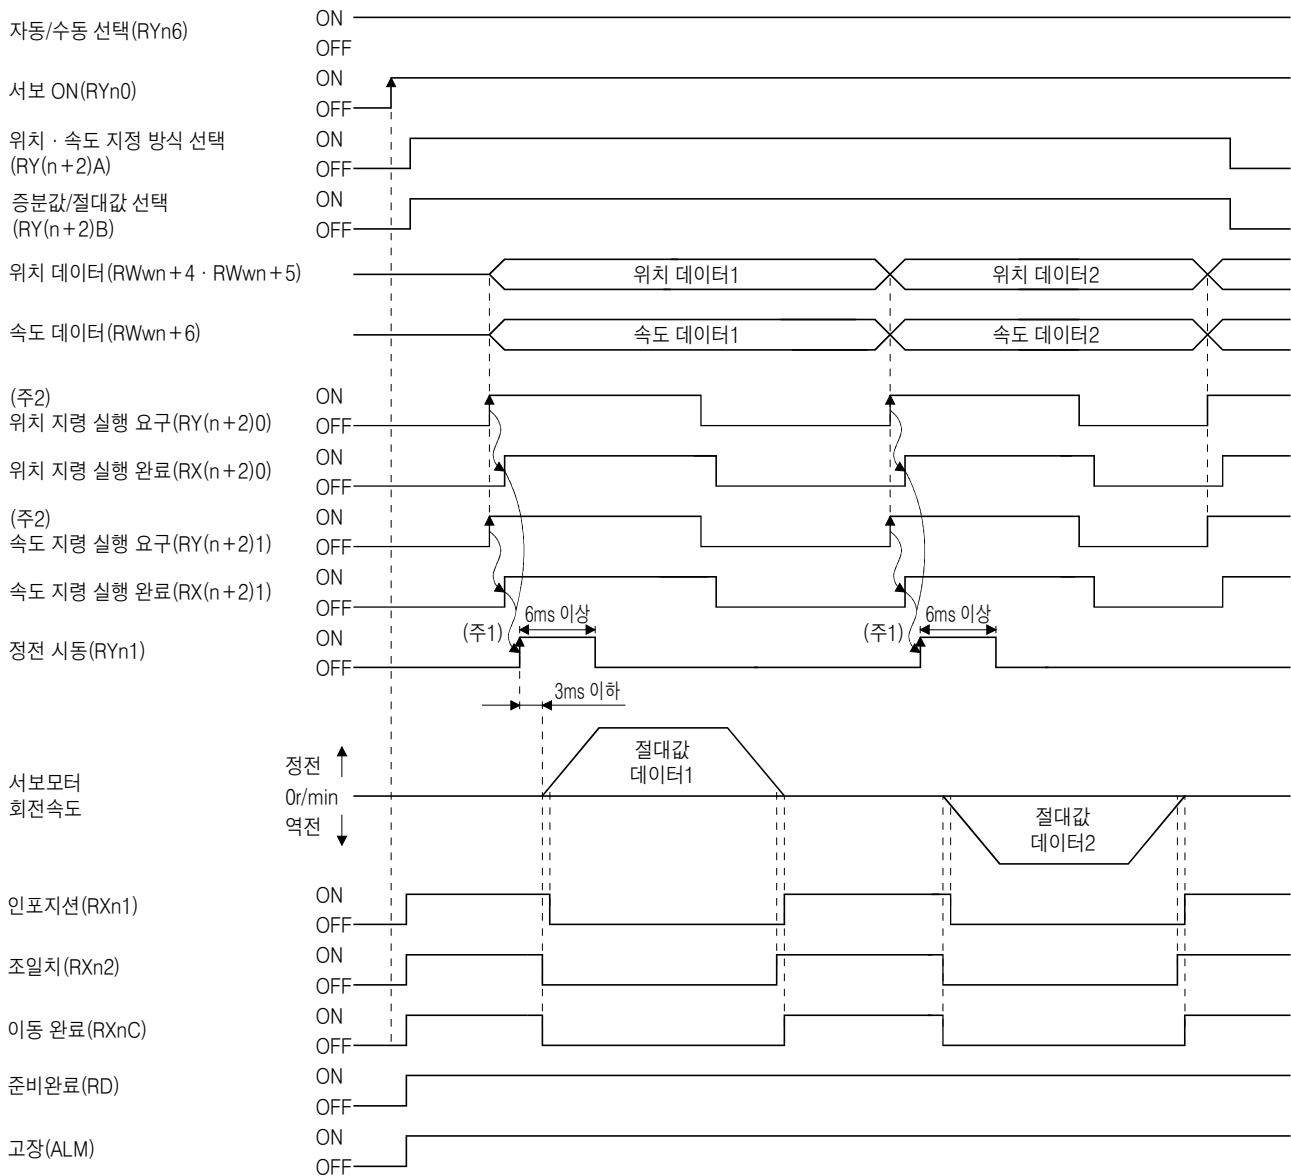 자동/수동 선택(RYn6)
ON
OFF
서보 ON(RYn0)
ON
OFF
위치 · 속도 지정 방식 선택
(RY(n+2)A)
ON
OFF
증분값/절대값 선택
(RY(n+2)B)
ON
OFF
위치 데이터(RWwn+4 · RWwn+5)
위치 데이터1
위치 데이터2
속도 데이터(RWwn+6)
속도 데이터1
속도 데이터2
(주2)
위치 지령 실행 요구(RY(n+2)0)
ON
OFF
위치 지령 실행 완료(RX(n+2)0)
ON
OFF
(주2)
속도 지령 실행 요구(RY(n+2)1)
ON
OFF
속도 지령 실행 완료(RX(n+2)1)
ON
OFF
정전 시동(RYn1)
ON
OFF
(주1)
6ms 이상
(주1)
6ms 이상
3ms 이하
서보모터
회전속도
정전
0r/min
역전
절대값
데이터1
절대값
데이터2
인포지션(RXn1)
ON
OFF
조일치(RXn2)
ON
OFF
이동 완료(RXnC)
ON
OFF
준비완료(RD)
ON
OFF
고장(ALM)
ON
OFF